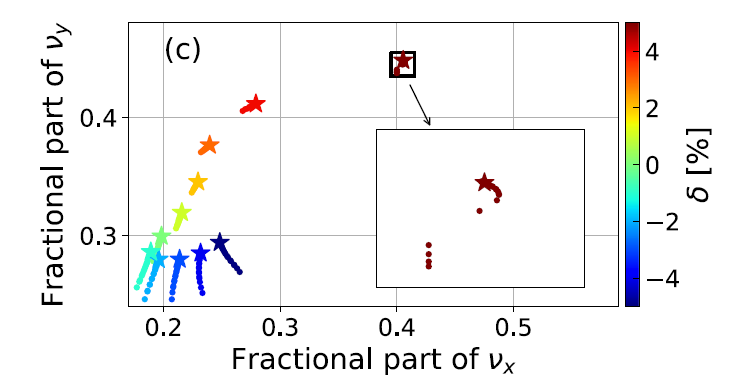 (c)
Fractional part of ν_y
0.4
0.3
0.2
0.3
0.4
0.5
Fractional part of ν_x
4
2
0
−2
−4
δ [%]